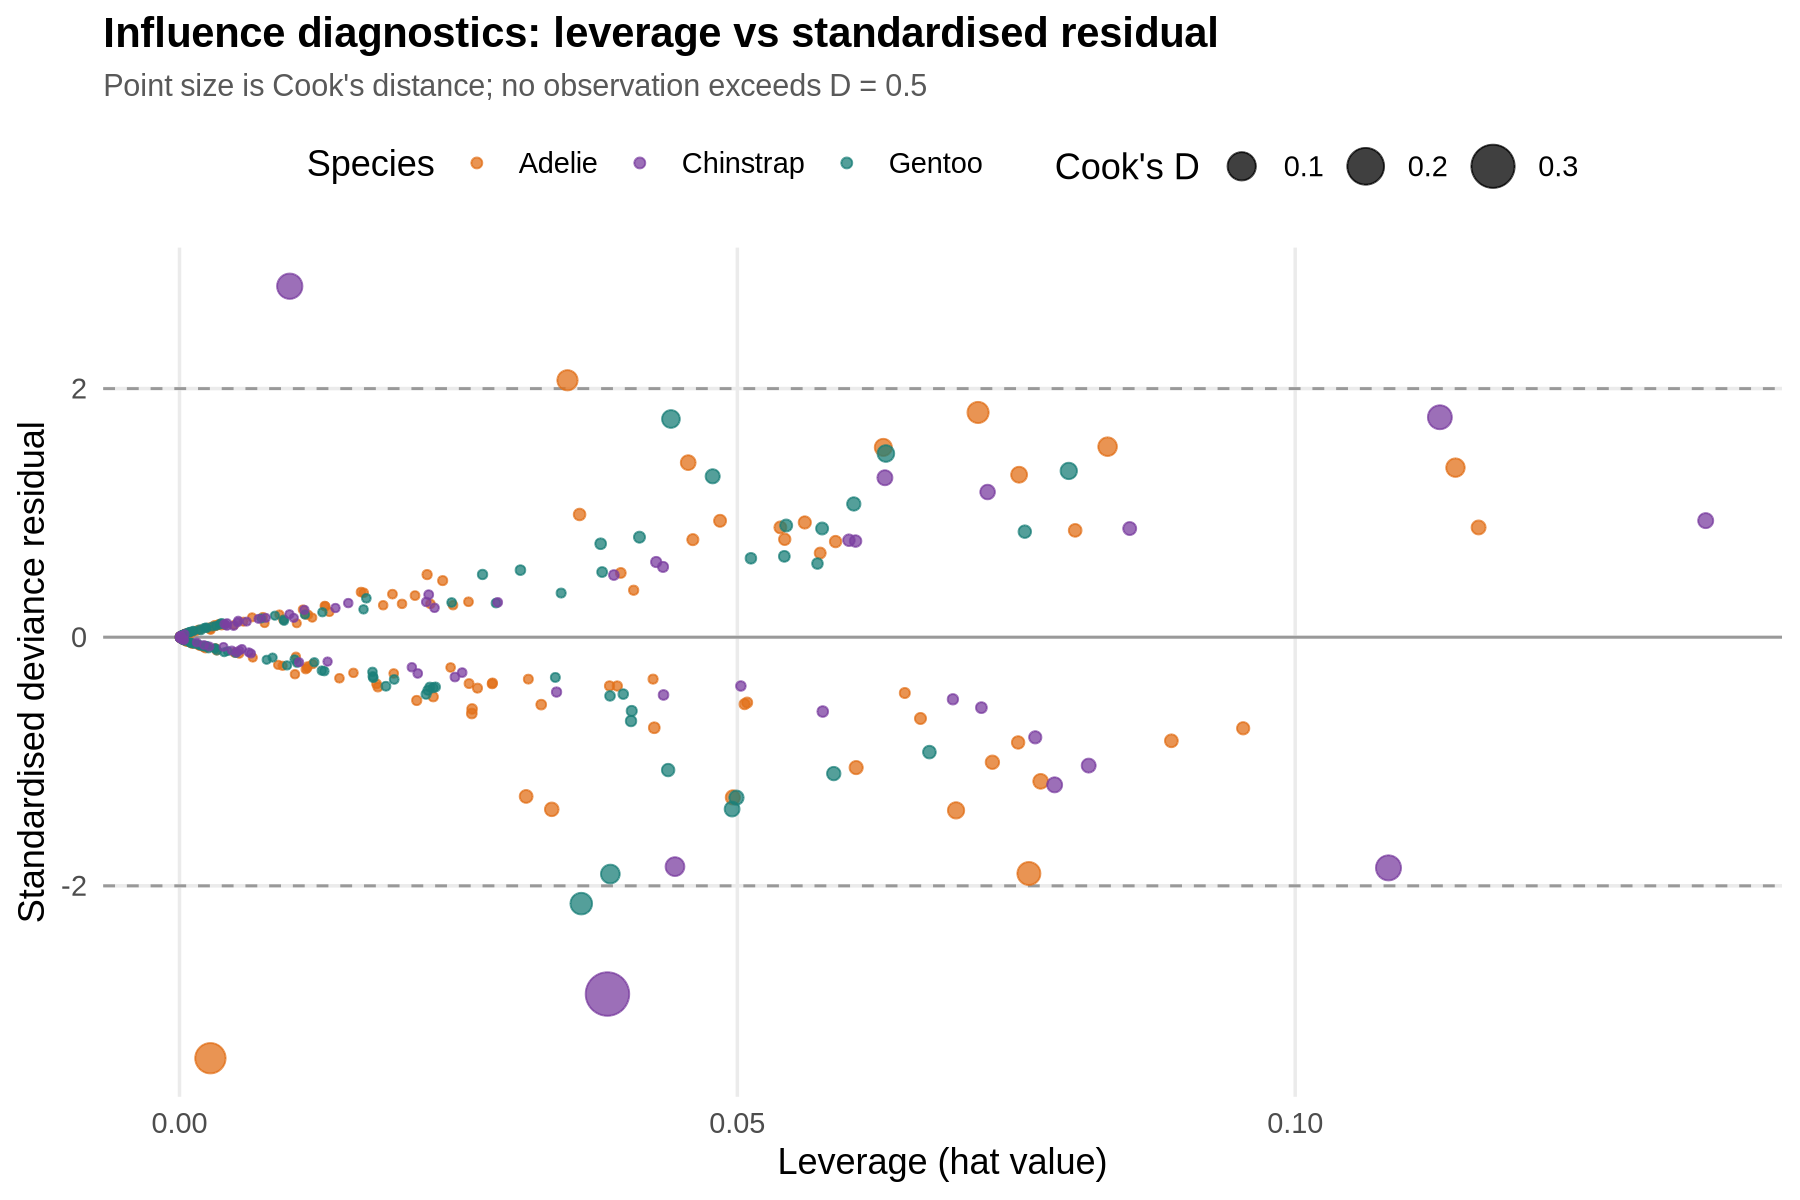 Influence diagnostics: leverage vs standardised residual
Point size is Cook's distance; no observation exceeds D = 0.5
Species Adelie Chinstrap Gentoo Cook's D 0.1 0.2 0.3
Standardised deviance residual
2
0
-2
0.00 0.05 0.10
Leverage (hat value)